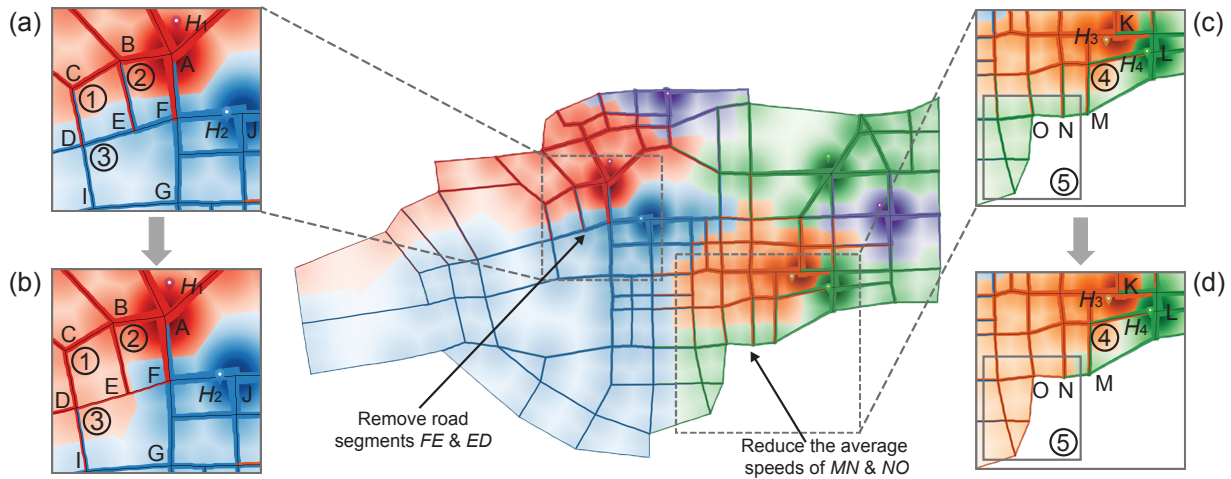 (a)
H1
B
A
C
②
①
F
D
E
H2
J
③
I
G
(b)
H1
B
A
C
②
①
F
D
E
H2
J
③
I
G
Remove road
segments FE & ED
Reduce the average
speeds of MN & NO
(c)
K
H3
H4
L
④
O
N
M
⑤
(d)
K
H3
H4
L
④
O
N
M
⑤